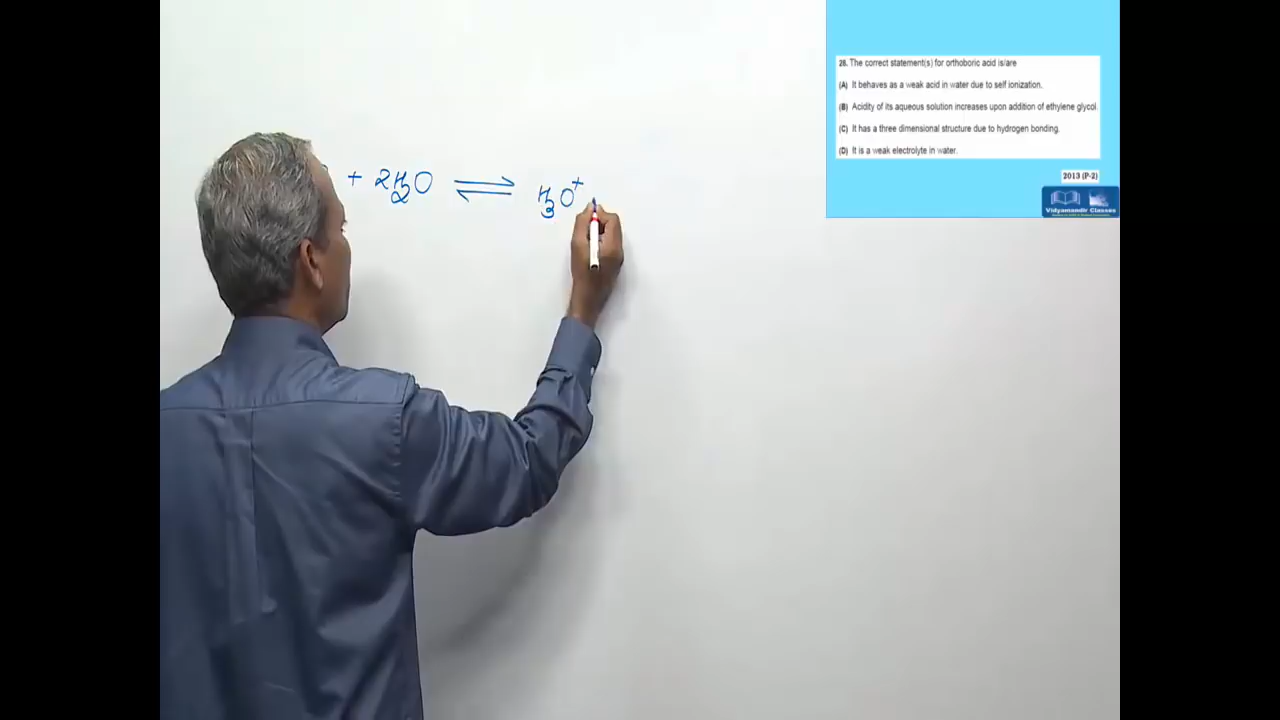 + 2H2O ⇌ H3O+
28. The correct statement(s) for orthoboric acid is/are
(A) It behaves as a weak acid in water due to self ionization.
(B) Acidity of its aqueous solution increases upon addition of ethylene glycol.
(C) It has a three dimensional structure due to hydrogen bonding.
(D) It is a weak electrolyte in water.
2013 (P-2)
Vidyamandir Classes